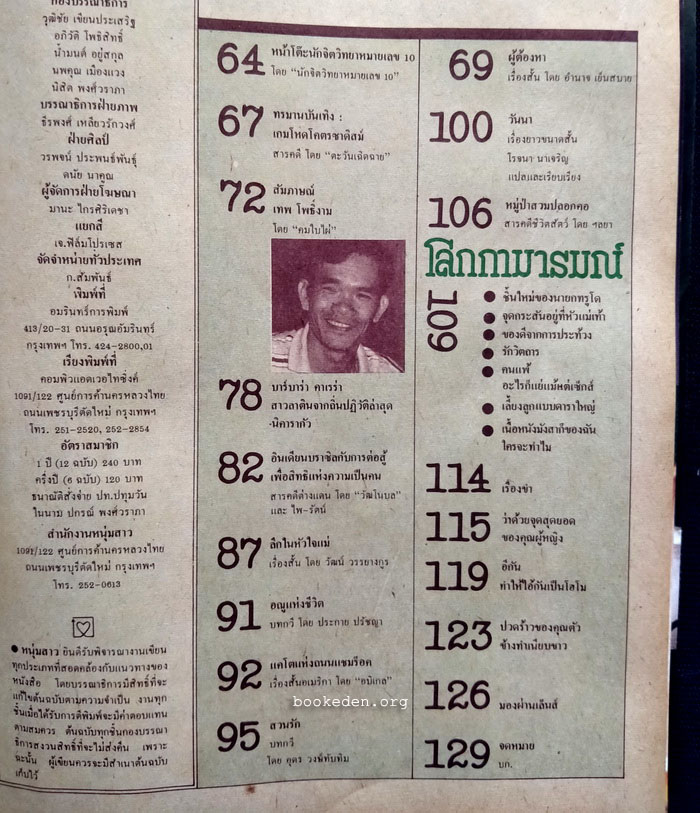 กองบรรณาธิการ
วุฒิชัย เขียนประเสริฐ
อภิวัติ โพธิสิทธิ์
น้ำมนต์ อยู่สกุล
นพคุณ เมืองแวง
นิสิต พงศ์วราภา
บรรณาธิการฝ่ายภาพ
ธีรพงศ์ เหลียวรักวงศ์
ฝ่ายศิลป์
วรพจน์ ประพนธ์พันธุ์
ดนัย นาคูณ
ผู้จัดการฝ่ายโฆษณา
มานะ ไกรศิริเดชา
แยกสี
เจ.ฟิล์มโปรเซส
จัดจำหน่ายทั่วประเทศ
ก.สัมพันธ์
พิมพ์ที่
อมรินทร์การพิมพ์
413/20-31 ถนนอรุณอัมรินทร์
กรุงเทพฯ โทร. 424-2800,01
เรียงพิมพ์ที่
คอมพิวแอดเวอไทซิ่งค์
1091/122 ศูนย์การค้านครหลวงไทย
ถนนเพชรบุรีตัดใหม่ กรุงเทพฯ
โทร. 251-2520, 252-2854
อัตราสมาชิก
1 ปี (12 ฉบับ) 240 บาท
ครึ่งปี (6 ฉบับ) 120 บาท
ธนาณัติสั่งจ่าย ปท.ปทุมวัน
ในนาม ปกรณ์ พงศ์วราภา
สำนักงานหนุ่มสาว
1091/122 ศูนย์การค้านครหลวงไทย
ถนนเพชรบุรีตัดใหม่ กรุงเทพฯ
โทร. 252-0613
● หนุ่มสาว ยินดีรับพิจารณางานเขียน
ทุกประเภทที่สอดคล้องกับแนวทางของ
หนังสือ โดยบรรณาธิการมีสิทธิ์ที่จะ
แก้ไขต้นฉบับตามความจำเป็น งานทุก
ชิ้นเมื่อได้รับการตีพิมพ์จะมีค่าตอบแทน
ตามสมควร ต้นฉบับทุกชิ้นกองบรรณา
ธิการสงวนสิทธิ์ที่จะไม่ส่งคืน เพราะ
ฉะนั้น ผู้เขียนควรจะมีสำเนาต้นฉบับ
เก็บไว้
64 หน้าโต๊ะนักจิตวิทยาหมายเลข 10
โดย "นักจิตวิทยาหมายเลข 10"
67 ทรมานบันเทิง :
เกมโหดโคตรซาดิสม์
สารคดี โดย "ตะวันเฉิดฉาย"
72 สัมภาษณ์
เทพ โพธิ์งาม
โดย "คมใบไผ่"
78 บาร์บาร่า คาเรร่า
สาวลาตินจากถิ่นปฏิวัติล่าสุด
-นิคารากัว
82 อินเดียนบราซิลกับการต่อสู้
เพื่อสิทธิแห่งความเป็นคน
สารคดีต่างแดน โดย "วัฒโนบล"
และ ไพ-รัตน์
87 ลึกในหัวใจแม่
เรื่องสั้น โดย วัฒน์ วรรยางกูร
91 อณูแห่งชีวิต
บทกวี โดย ประกาย ปรัชญา
92 แคโตแห่งถนนแชมร็อค
เรื่องสั้นอเมริกา โดย "อบิเกล"
95 สวนรัก
บทกวี
โดย อุดร วงษ์ทับทิม
69 ผู้ต้องหา
เรื่องสั้น โดย อำนาจ เย็นสบาย
100 วันนา
เรื่องยาวขนาดสั้น
โรจนา นาเจริญ
แปลและเรียบเรียง
106 หมูป่าสวมปลอกคอ
สารคดีชีวิตสัตว์ โดย ฯลยา
โลกกามารมณ์
109
● ชิ้นใหม่ของนายกทรูโด
● จุดกระสันอยู่ที่หัวแม่เท้า
● ของดีจากการประท้วง
● รักวิตถาร
● คนแพ้
อะไรก็แย่แม้แต่เซ็กส์
● เลี้ยงลูกแบบดาราใหญ่
● เนื้อหนังมังสาก็ของฉัน
ใครจะทำไม
114 เรื่องขำ
115 ว่าด้วยจุดสุดยอด
ของคุณผู้หญิง
119 อีกัน
ทำให้ไอ้กันเป็นโฮโม
123 ปวดร้าวของคุณตัว
ข้างทำเนียบขาว
126 มองผ่านเลนส์
129 จดหมาย
บก.
bookeden.org